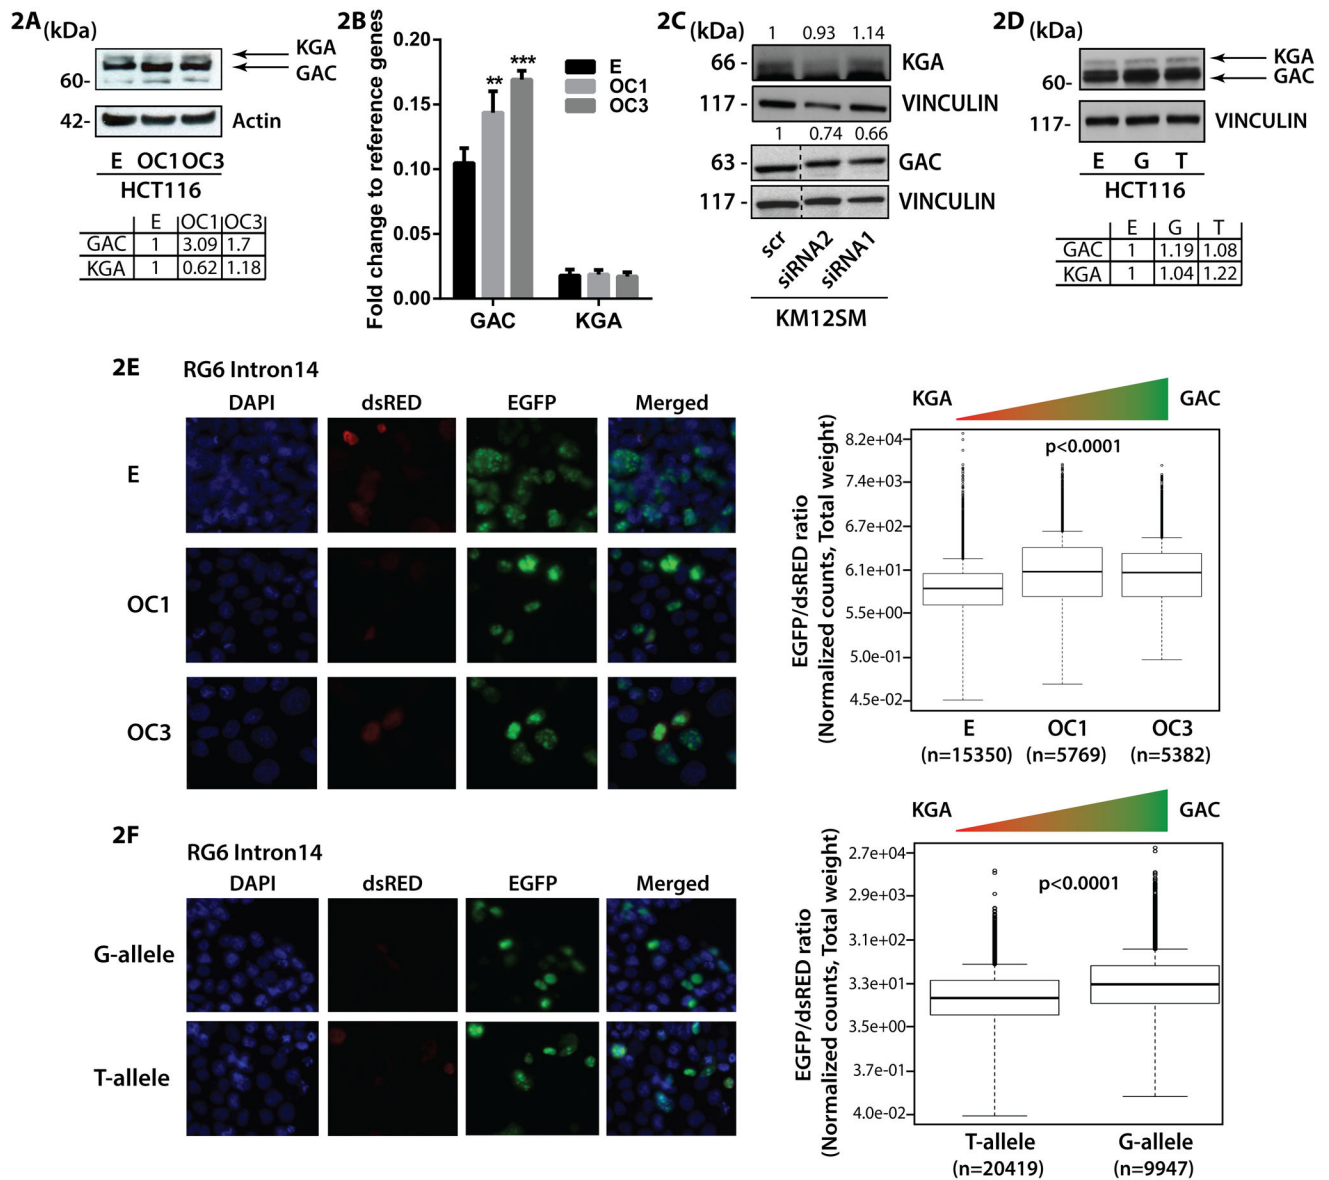 2A (kDa)
KGA
GAC
60-
42-
Actin
E OC1 OC3
HCT116
E OC1 OC3
GAC 1 3.09 1.7
KGA 1 0.62 1.18
2B
Fold change to reference genes
0.20
0.15
0.10
0.05
0.00
** ***
E
OC1
OC3
GAC KGA
2C (kDa)
1 0.93 1.14
66 -
KGA
117 -
VINCULIN
1 0.74 0.66
63 -
GAC
117 -
VINCULIN
scr siRNA2 siRNA1
KM12SM
2D (kDa)
KGA
60-
GAC
117-
VINCULIN
E G T
HCT116
E G T
GAC 1 1.19 1.08
KGA 1 1.04 1.22
2E RG6 Intron14
DAPI dsRED EGFP Merged
E
OC1
OC3
KGA GAC
EGFP/dsRED ratio
(Normalized counts, Total weight)
8.2e+04
7.4e+03
6.7e+02
6.1e+01
5.5e+00
5.0e-01
4.5e-02
p<0.0001
E OC1 OC3
(n=15350) (n=5769) (n=5382)
2F
RG6 Intron14
DAPI dsRED EGFP Merged
G-allele
T-allele
KGA GAC
EGFP/dsRED ratio
(Normalized counts, Total weight)
2.7e+04
2.9e+03
3.1e+02
3.3e+01
3.5e+00
3.7e-01
4.0e-02
p<0.0001
T-allele G-allele
(n=20419) (n=9947)